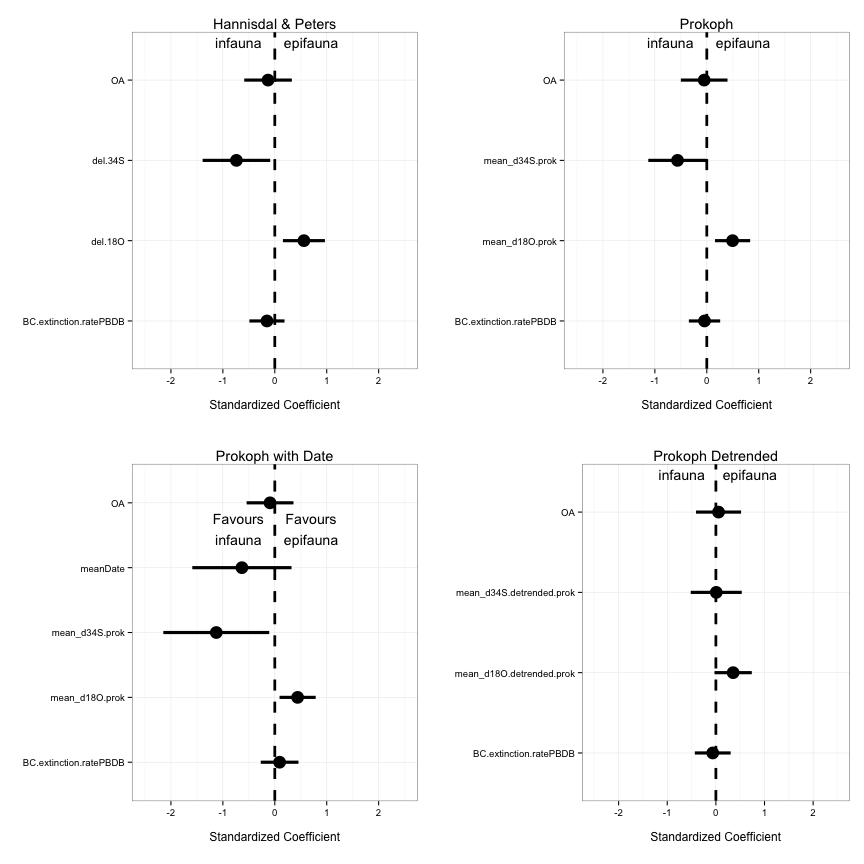 Hannisdal & Peters
infauna epifauna
OA
del.34S
del.18O
BC.extinction.ratePBDB
-2 -1 0 1 2
Standardized Coefficient
Prokoph
infauna epifauna
OA
mean_d34S.prok
mean_d18O.prok
BC.extinction.ratePBDB
-2 -1 0 1 2
Standardized Coefficient
Prokoph with Date
OA
Favours Favours
infauna epifauna
meanDate
mean_d34S.prok
mean_d18O.prok
BC.extinction.ratePBDB
-2 -1 0 1 2
Standardized Coefficient
Prokoph Detrended
infauna epifauna
OA
mean_d34S.detrended.prok
mean_d18O.detrended.prok
BC.extinction.ratePBDB
-2 -1 0 1 2
Standardized Coefficient